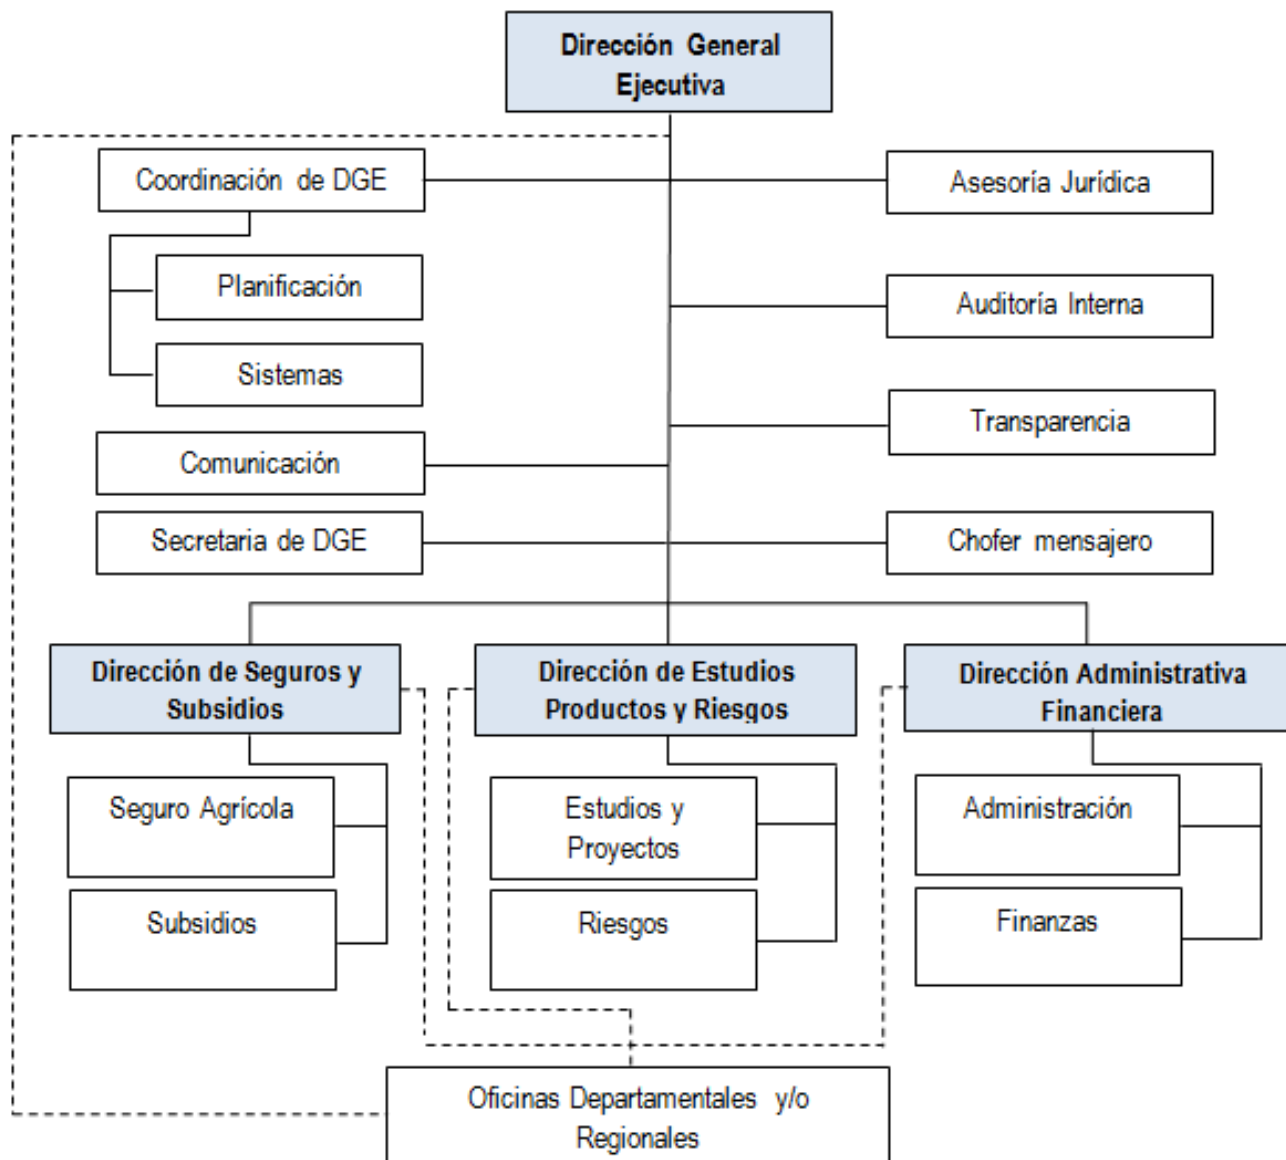 Dirección General
Ejecutiva
Coordinación de DGE
Asesoría Jurídica
Planificación
Auditoría Interna
Sistemas
Transparencia
Comunicación
Secretaria de DGE
Chofer mensajero
Dirección de Seguros y
Subsidios
Dirección de Estudios
Productos y Riesgos
Dirección Administrativa
Financiera
Seguro Agrícola
Estudios y
Proyectos
Administración
Subsidios
Riesgos
Finanzas
Oficinas Departamentales y/o
Regionales